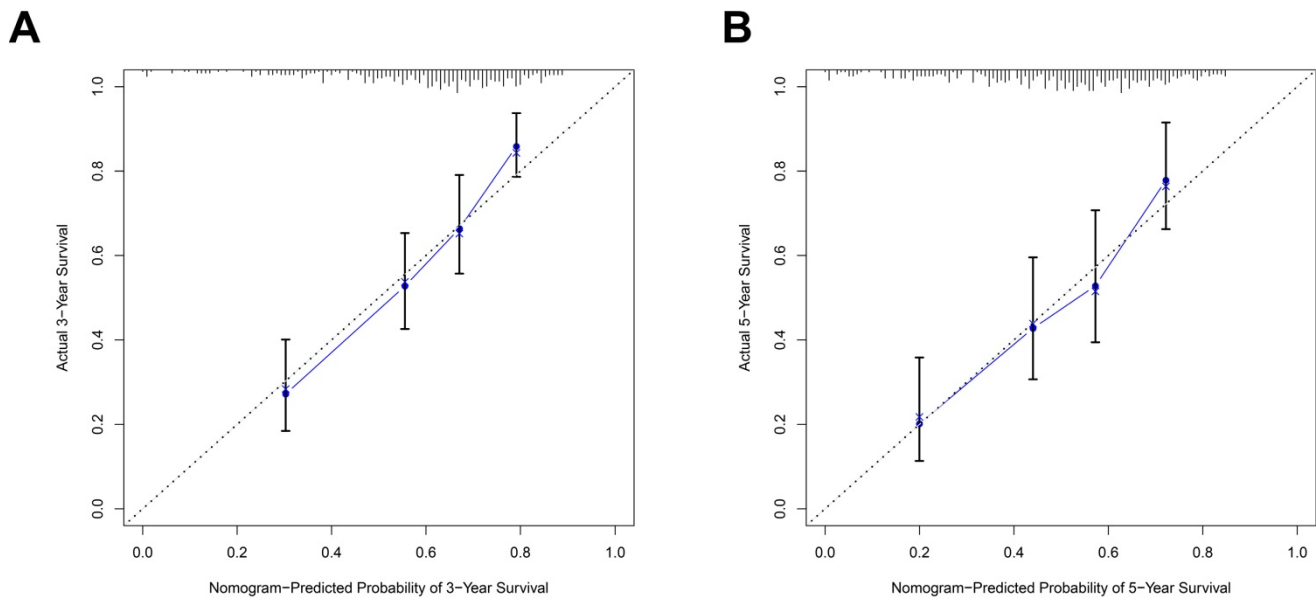 A
B
Actual 3−Year Survival
1.0
0.8
0.6
0.4
0.2
0.0
0.0 0.2 0.4 0.6 0.8 1.0
Nomogram−Predicted Probability of 3−Year Survival
Actual 5−Year Survival
1.0
0.8
0.6
0.4
0.2
0.0
0.0 0.2 0.4 0.6 0.8 1.0
Nomogram−Predicted Probability of 5−Year Survival